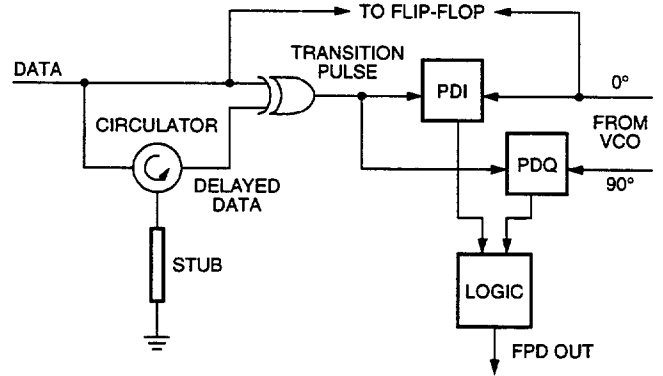 TO FLIP-FLOP
DATA
TRANSITION
PULSE
PDI
0°
CIRCULATOR
FROM
VCO
PDQ
90°
DELAYED
DATA
STUB
LOGIC
FPD OUT